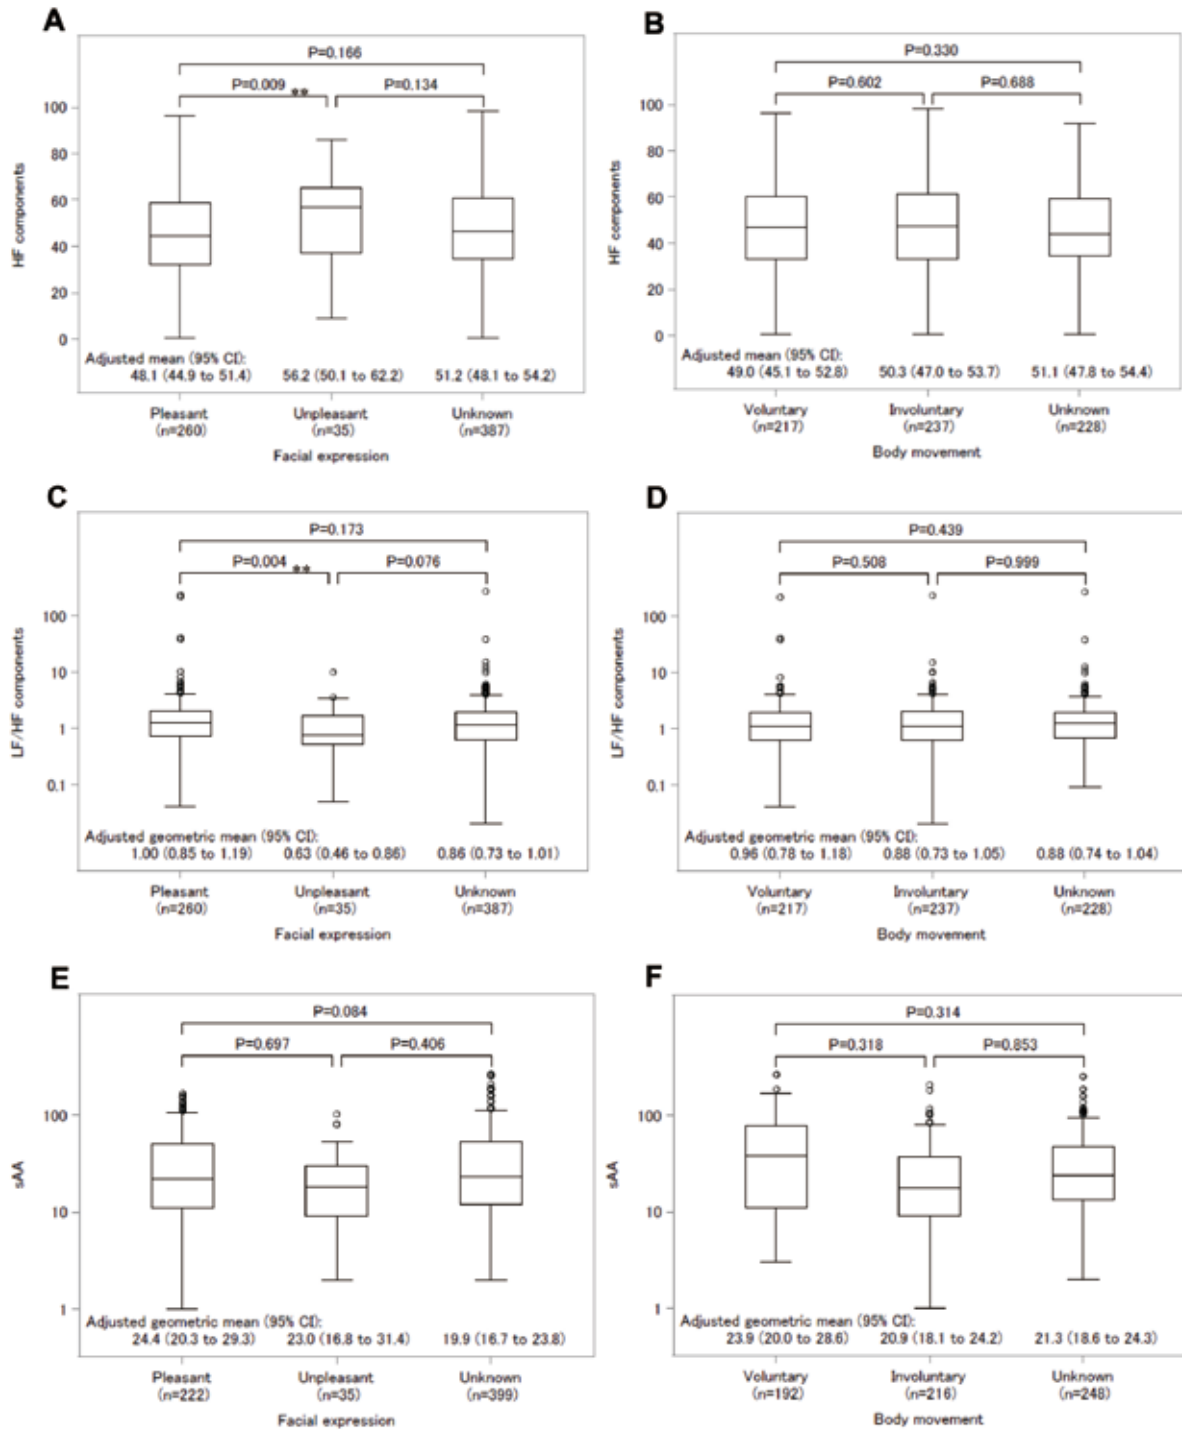 A
P=0.166
P=0.009 **
P=0.134
HF components
100
80
60
40
20
0
Adjusted mean (95% CI):
48.1 (44.9 to 51.4) 56.2 (50.1 to 62.2) 51.2 (48.1 to 54.2)
Pleasant Unpleasant Unknown
(n=260) (n=35) (n=387)
Facial expression
B
P=0.330
P=0.602 P=0.688
HF components
100
80
60
40
20
0
Adjusted mean (95% CI):
49.0 (45.1 to 52.8) 50.3 (47.0 to 53.7) 51.1 (47.8 to 54.4)
Voluntary Involuntary Unknown
(n=217) (n=237) (n=228)
Body movement
C
P=0.173
P=0.004 **
P=0.076
LF/HF components
100
10
1
0.1
Adjusted geometric mean (95% CI):
1.00 (0.85 to 1.19) 0.63 (0.46 to 0.86) 0.86 (0.73 to 1.01)
Pleasant Unpleasant Unknown
(n=260) (n=35) (n=387)
Facial expression
D
P=0.439
P=0.508 P=0.999
LF/HF components
100
10
1
0.1
Adjusted geometric mean (95% CI):
0.96 (0.78 to 1.18) 0.88 (0.73 to 1.05) 0.88 (0.74 to 1.04)
Voluntary Involuntary Unknown
(n=217) (n=237) (n=228)
Body movement
E
P=0.084
P=0.697 P=0.406
sAA
100
10
1
Adjusted geometric mean (95% CI):
24.4 (20.3 to 29.3) 23.0 (16.8 to 31.4) 19.9 (16.7 to 23.8)
Pleasant Unpleasant Unknown
(n=222) (n=35) (n=399)
Facial expression
F
P=0.314
P=0.318 P=0.853
sAA
100
10
1
Adjusted geometric mean (95% CI):
23.9 (20.0 to 28.6) 20.9 (18.1 to 24.2) 21.3 (18.6 to 24.3)
Voluntary Involuntary Unknown
(n=192) (n=216) (n=248)
Body movement